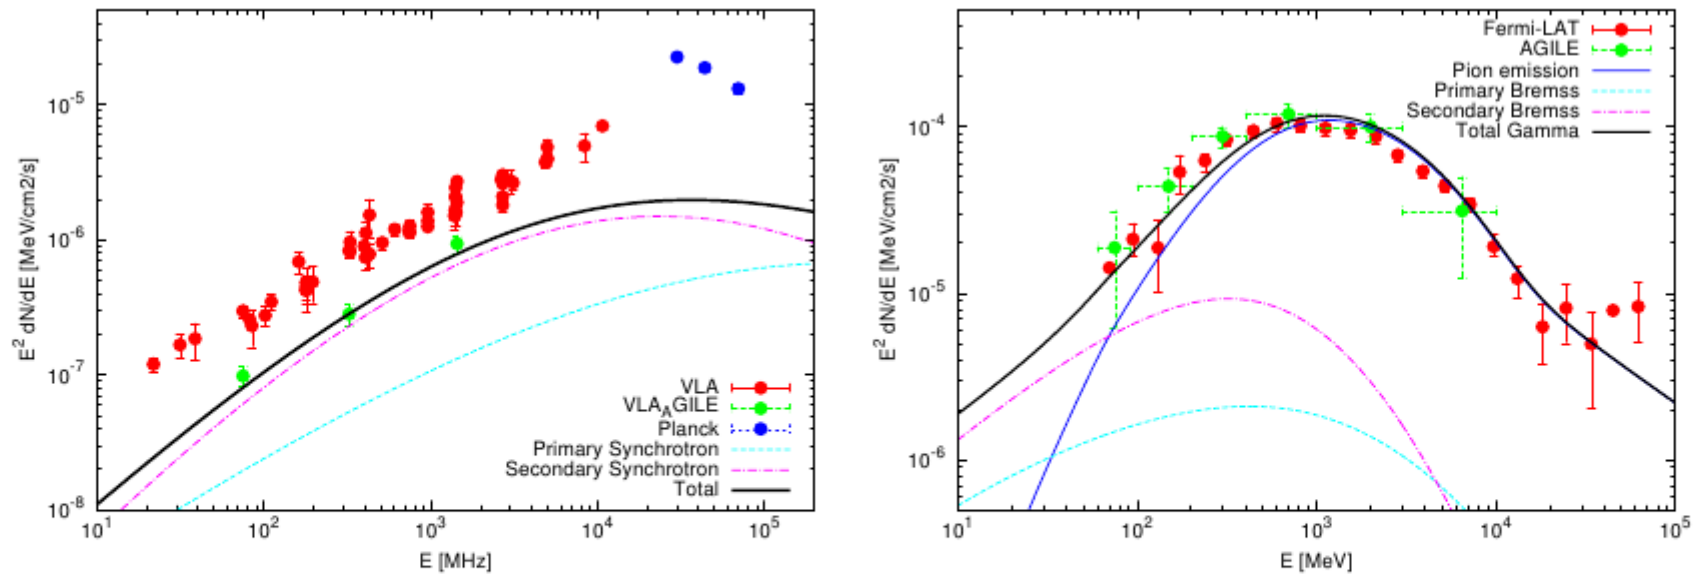 10^-5
10^-6
10^-7
10^-8
E^2 dN/dE [MeV/cm2/s]
VLA
VLA_AGILE
Planck
Primary Synchrotron
Secondary Synchrotron
Total
10^1 10^2 10^3 10^4 10^5
E [MHz]
10^-4
10^-5
10^-6
E^2 dN/dE [MeV/cm2/s]
Fermi-LAT
AGILE
Pion emission
Primary Bremss
Secondary Bremss
Total Gamma
10^1 10^2 10^3 10^4 10^5
E [MeV]